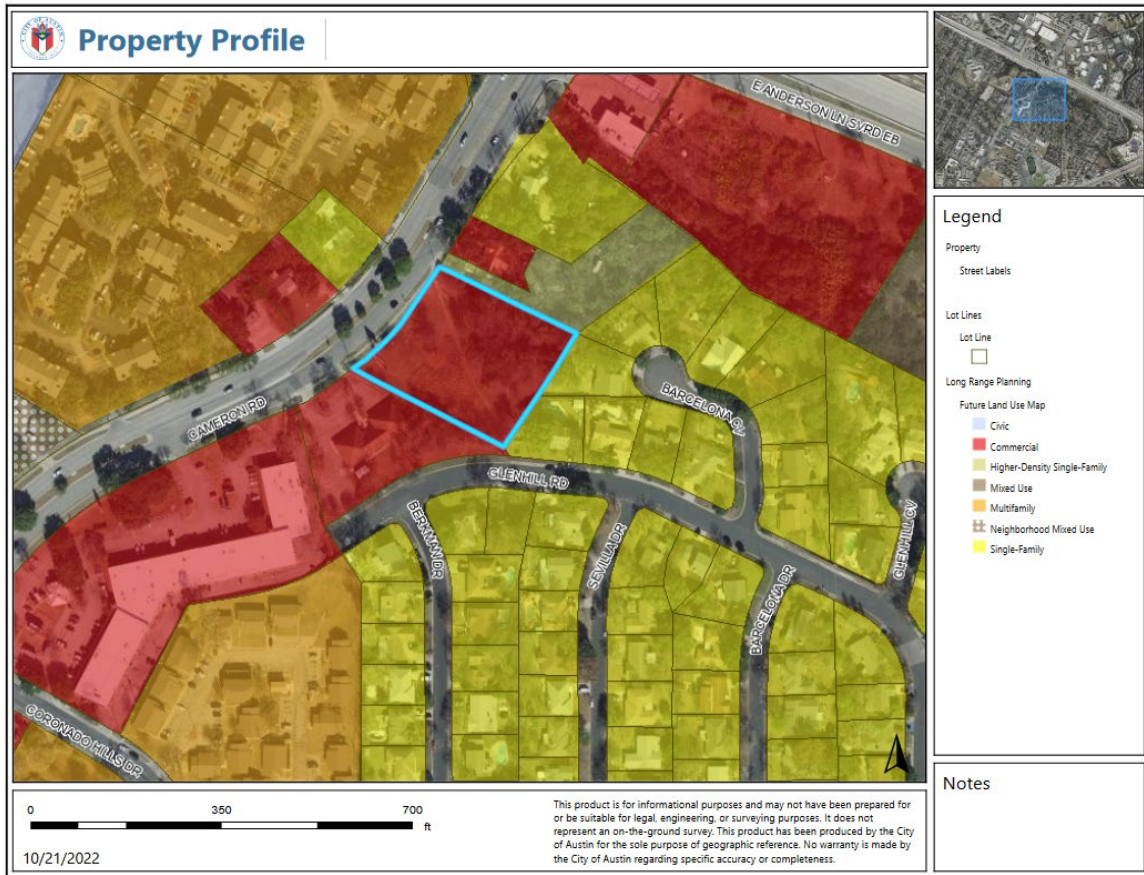 Property Profile
E ANDERSON LN SVRD EB
CAMERON RD
BARCELONA CV
GLENHILL RD
BERKMAN DR
SEVILLA DR
GLENHILL CV
BARCELONA DR
CORONADO HILLS DR
0 350 700
ft
10/21/2022
This product is for informational purposes and may not have been prepared for
or be suitable for legal, engineering, or surveying purposes. It does not
represent an on-the-ground survey. This product has been produced by the City
of Austin for the sole purpose of geographic reference. No warranty is made by
the City of Austin regarding specific accuracy or completeness.
Legend
Property
Street Labels
Lot Lines
Lot Line
Long Range Planning
Future Land Use Map
Civic
Commercial
Higher-Density Single-Family
Mixed Use
Multifamily
Neighborhood Mixed Use
Single-Family
Notes